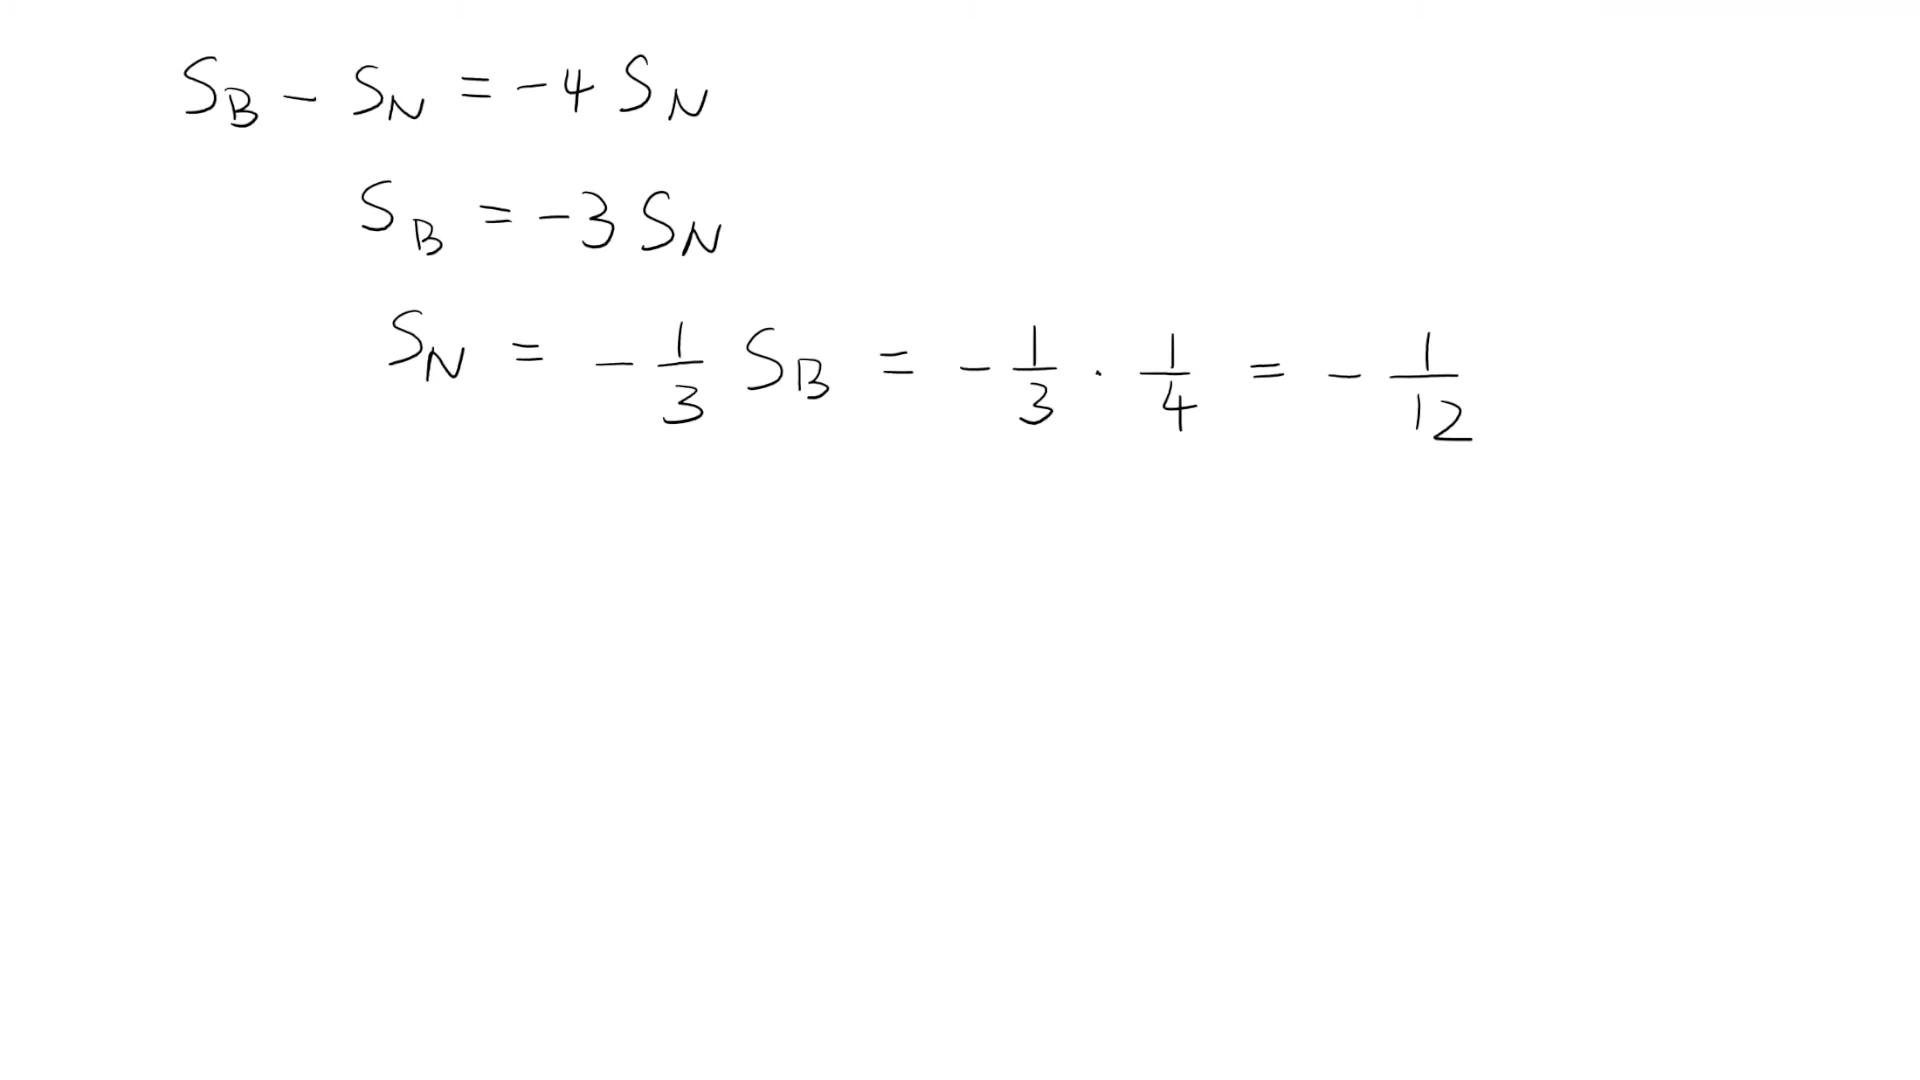 S_B - S_N = -4 S_N
S_B = -3 S_N
S_N = - 1/3 S_B = - 1/3 · 1/4 = - 1/12